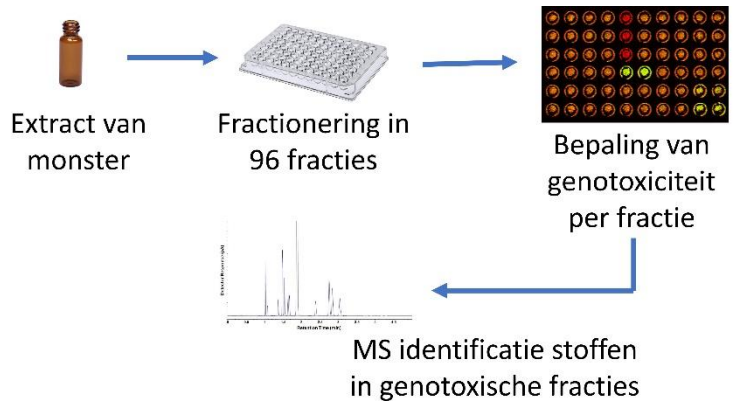 Extract van
monster
Fractionering in
96 fracties
Bepaling van
genotoxiciteit
per fractie
MS identificatie stoffen
in genotoxische fracties